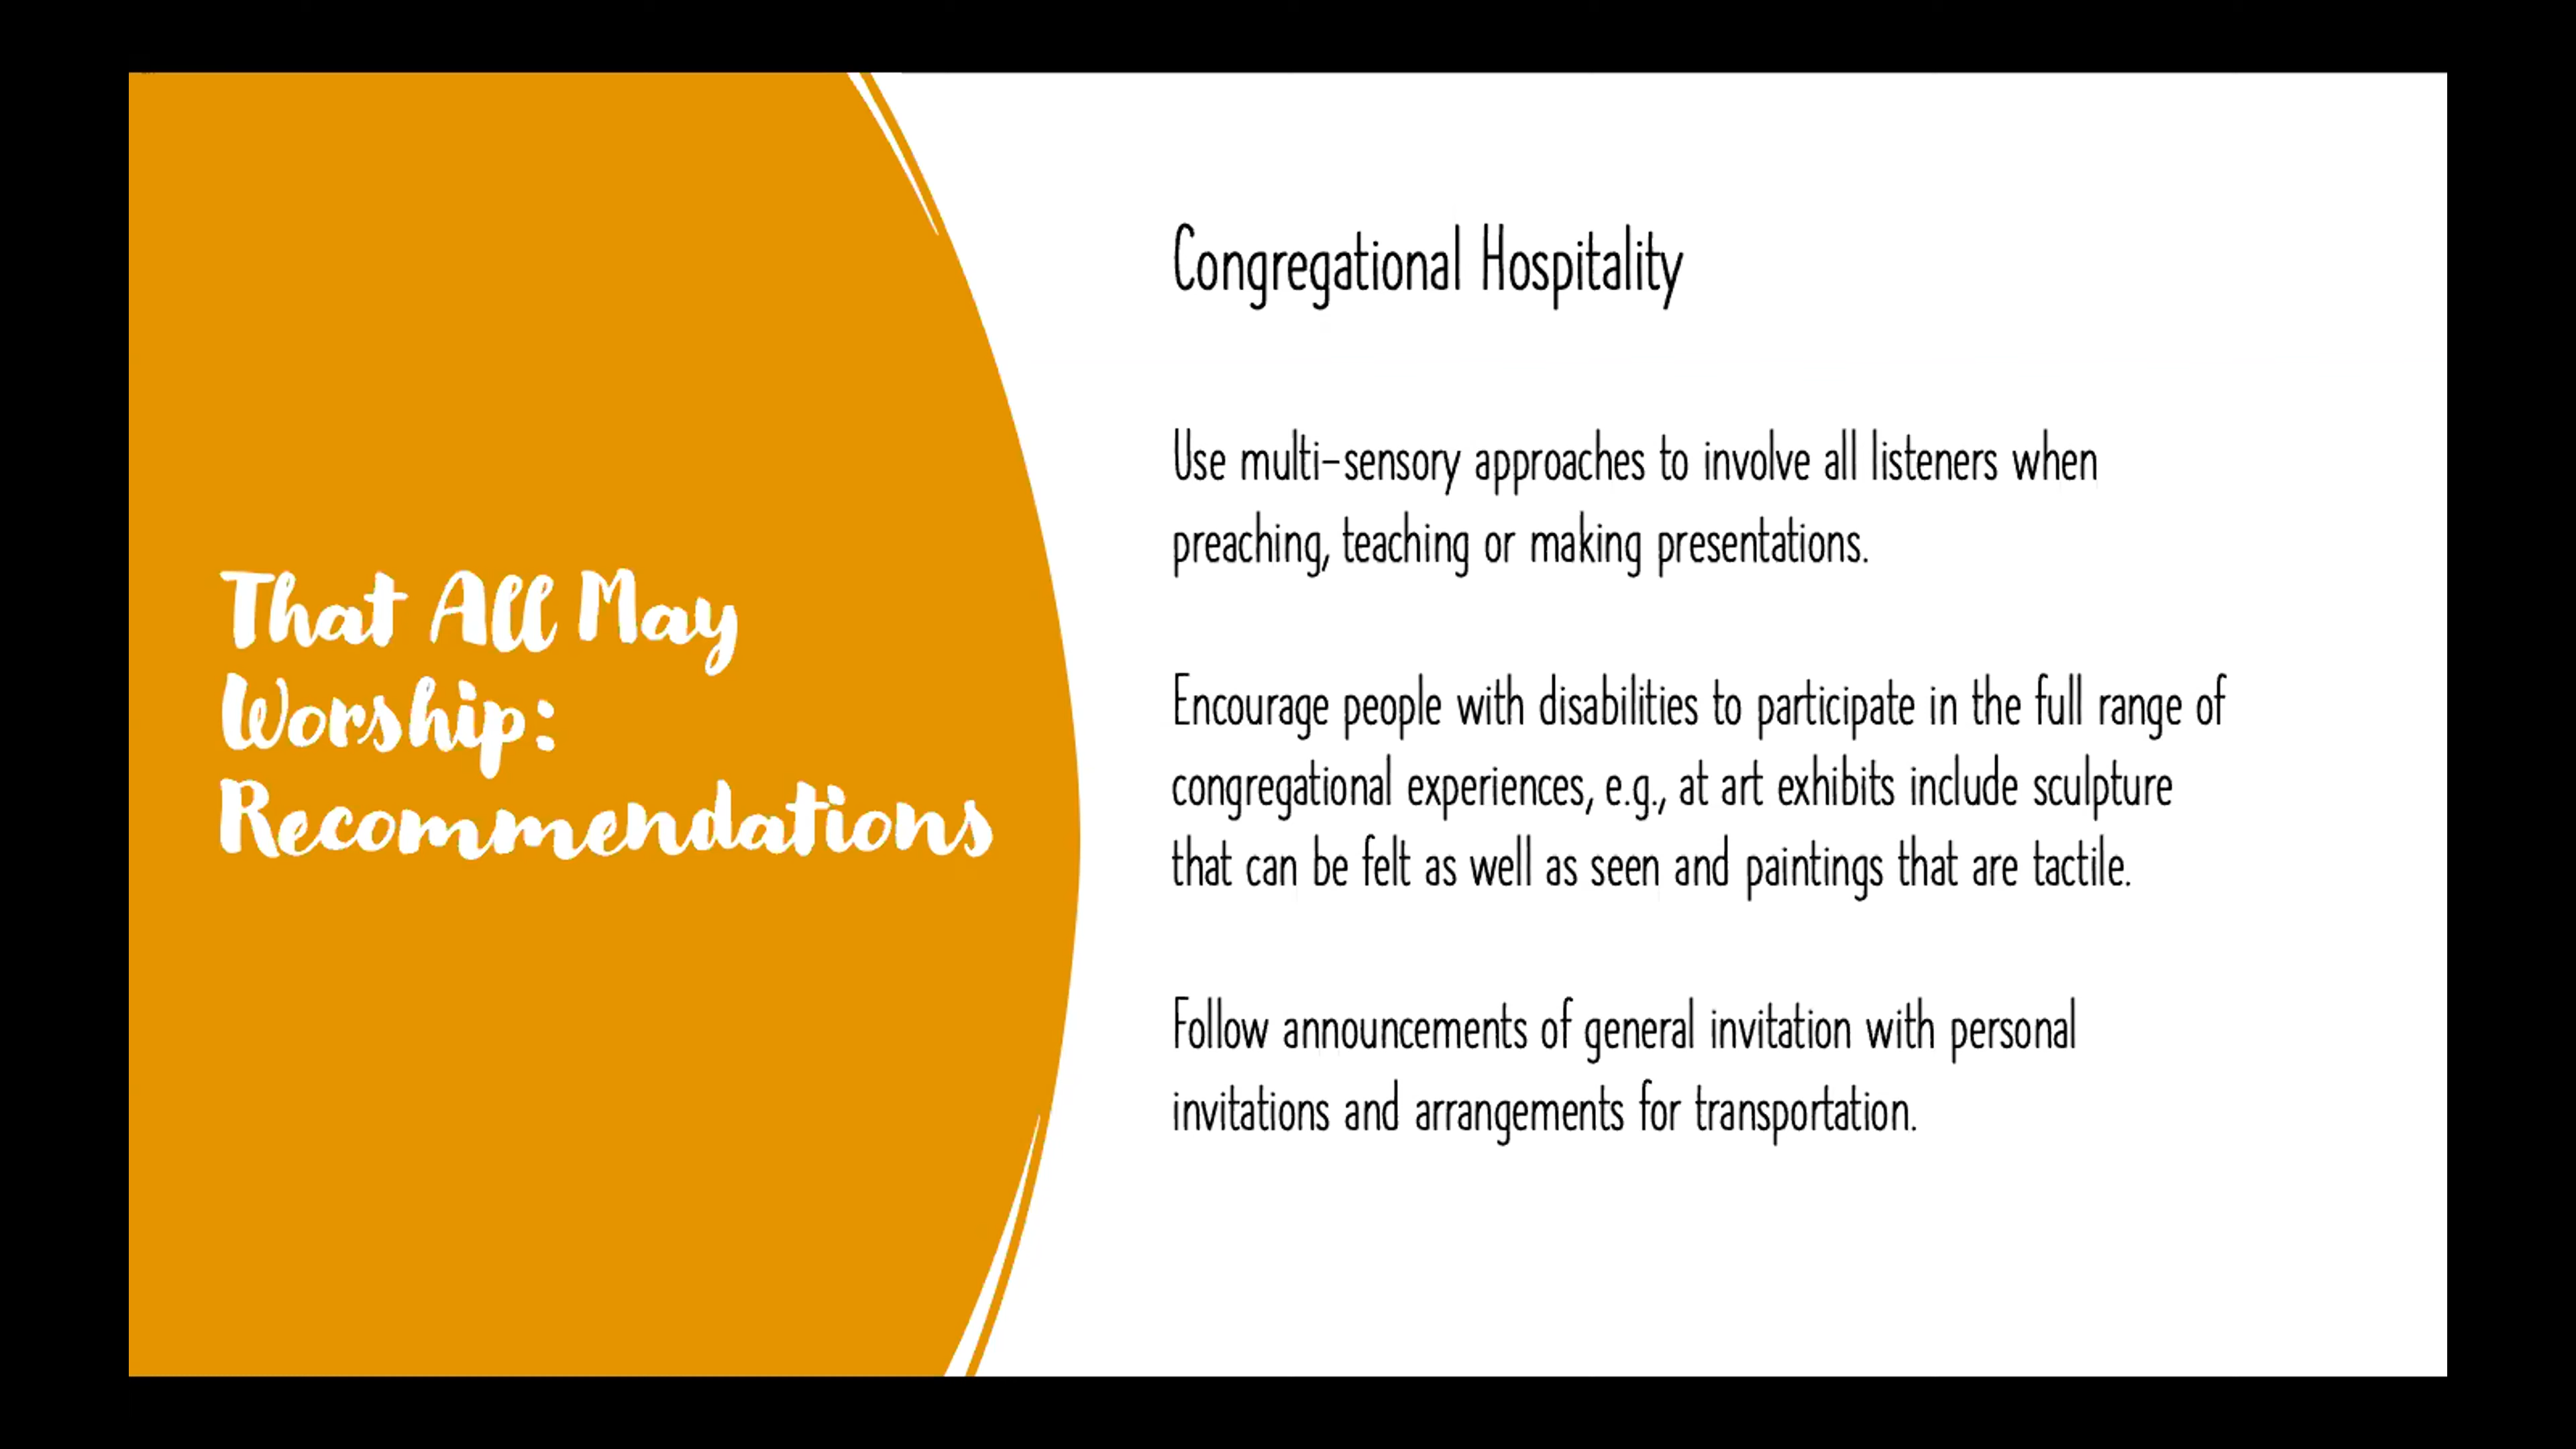 That All May
Worship:
Recommendations
Congregational Hospitality
Use multi-sensory approaches to involve all listeners when
preaching, teaching or making presentations.
Encourage people with disabilities to participate in the full range of
congregational experiences, e.g., at art exhibits include sculpture
that can be felt as well as seen and paintings that are tactile.
Follow announcements of general invitation with personal
invitations and arrangements for transportation.